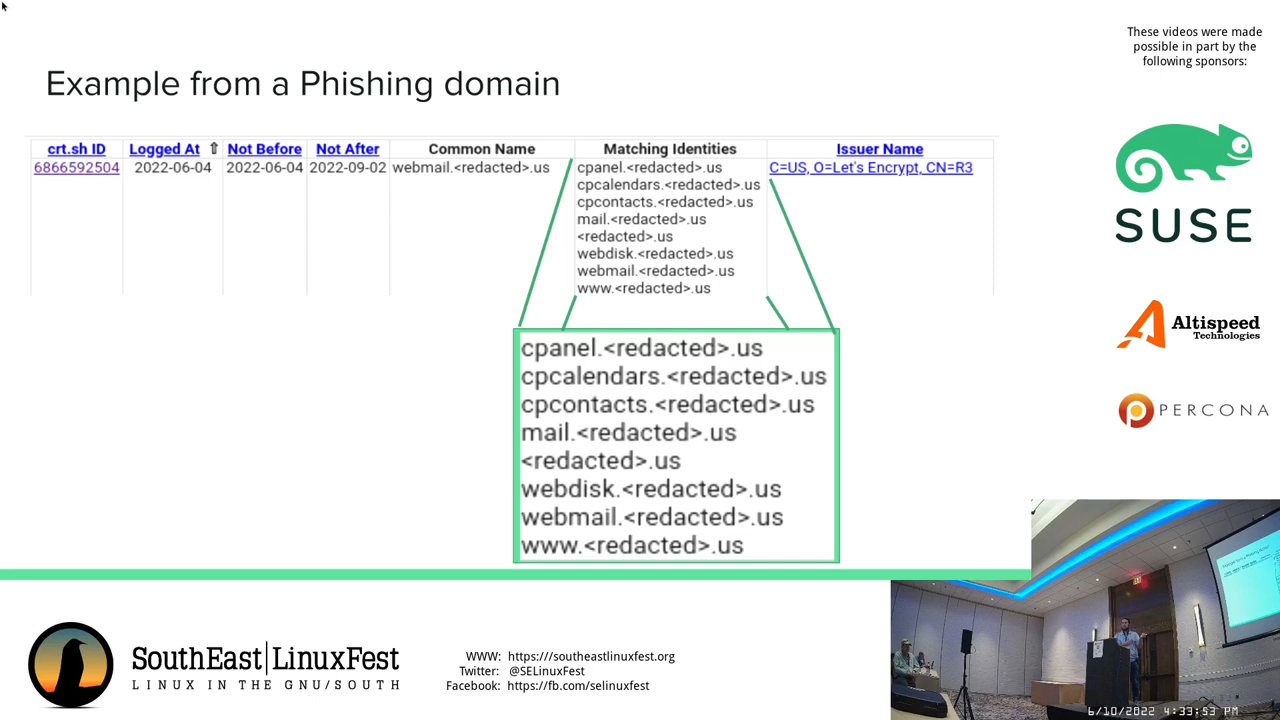 These videos were made
possible in part by the
following sponsors:
Example from a Phishing domain
crt.sh ID Logged At ⇧ Not Before Not After Common Name Matching Identities Issuer Name
6866592504 2022-06-04 2022-06-04 2022-09-02 webmail.<redacted>.us cpanel.<redacted>.us C=US, O=Let's Encrypt, CN=R3
cpcalendars.<redacted>.us
cpcontacts.<redacted>.us
mail.<redacted>.us
<redacted>.us
webdisk.<redacted>.us
webmail.<redacted>.us
www.<redacted>.us
cpanel.<redacted>.us
cpcalendars.<redacted>.us
cpcontacts.<redacted>.us
mail.<redacted>.us
<redacted>.us
webdisk.<redacted>.us
webmail.<redacted>.us
www.<redacted>.us
SUSE
Altispeed
Technologies
PERCONA
SouthEast|LinuxFest
LINUX IN THE GNU/SOUTH
WWW: https:///southeastlinuxfest.org
Twitter: @SELinuxFest
Facebook: https://fb.com/selinuxfest
6/10/2022 4:33:53 PM